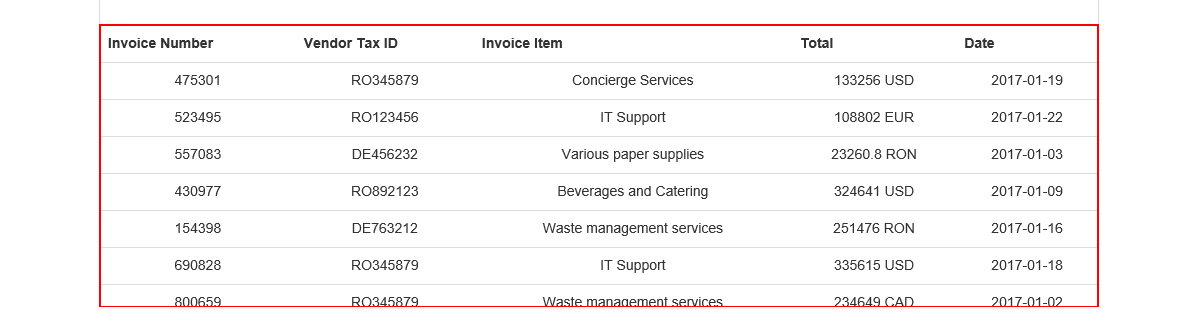 Invoice Number Vendor Tax ID Invoice Item Total Date
475301 RO345879 Concierge Services 133256 USD 2017-01-19
523495 RO123456 IT Support 108802 EUR 2017-01-22
557083 DE456232 Various paper supplies 23260.8 RON 2017-01-03
430977 RO892123 Beverages and Catering 324641 USD 2017-01-09
154398 DE763212 Waste management services 251476 RON 2017-01-16
690828 RO345879 IT Support 335615 USD 2017-01-18
800659 RO345879 Waste management services 234649 CAD 2017-01-02